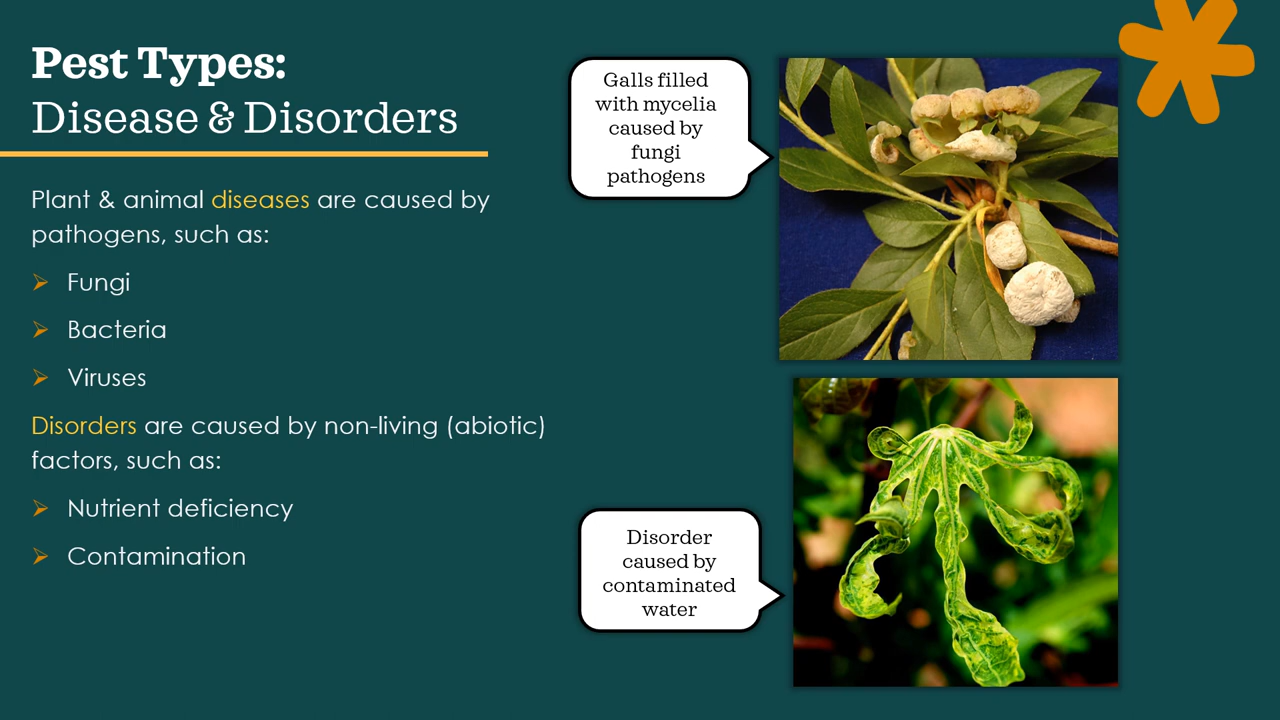 Pest Types:
Disease & Disorders
Plant & animal diseases are caused by
pathogens, such as:
Fungi
Bacteria
Viruses
Disorders are caused by non-living (abiotic)
factors, such as:
Nutrient deficiency
Contamination
Galls filled
with mycelia
caused by
fungi
pathogens
Disorder
caused by
contaminated
water